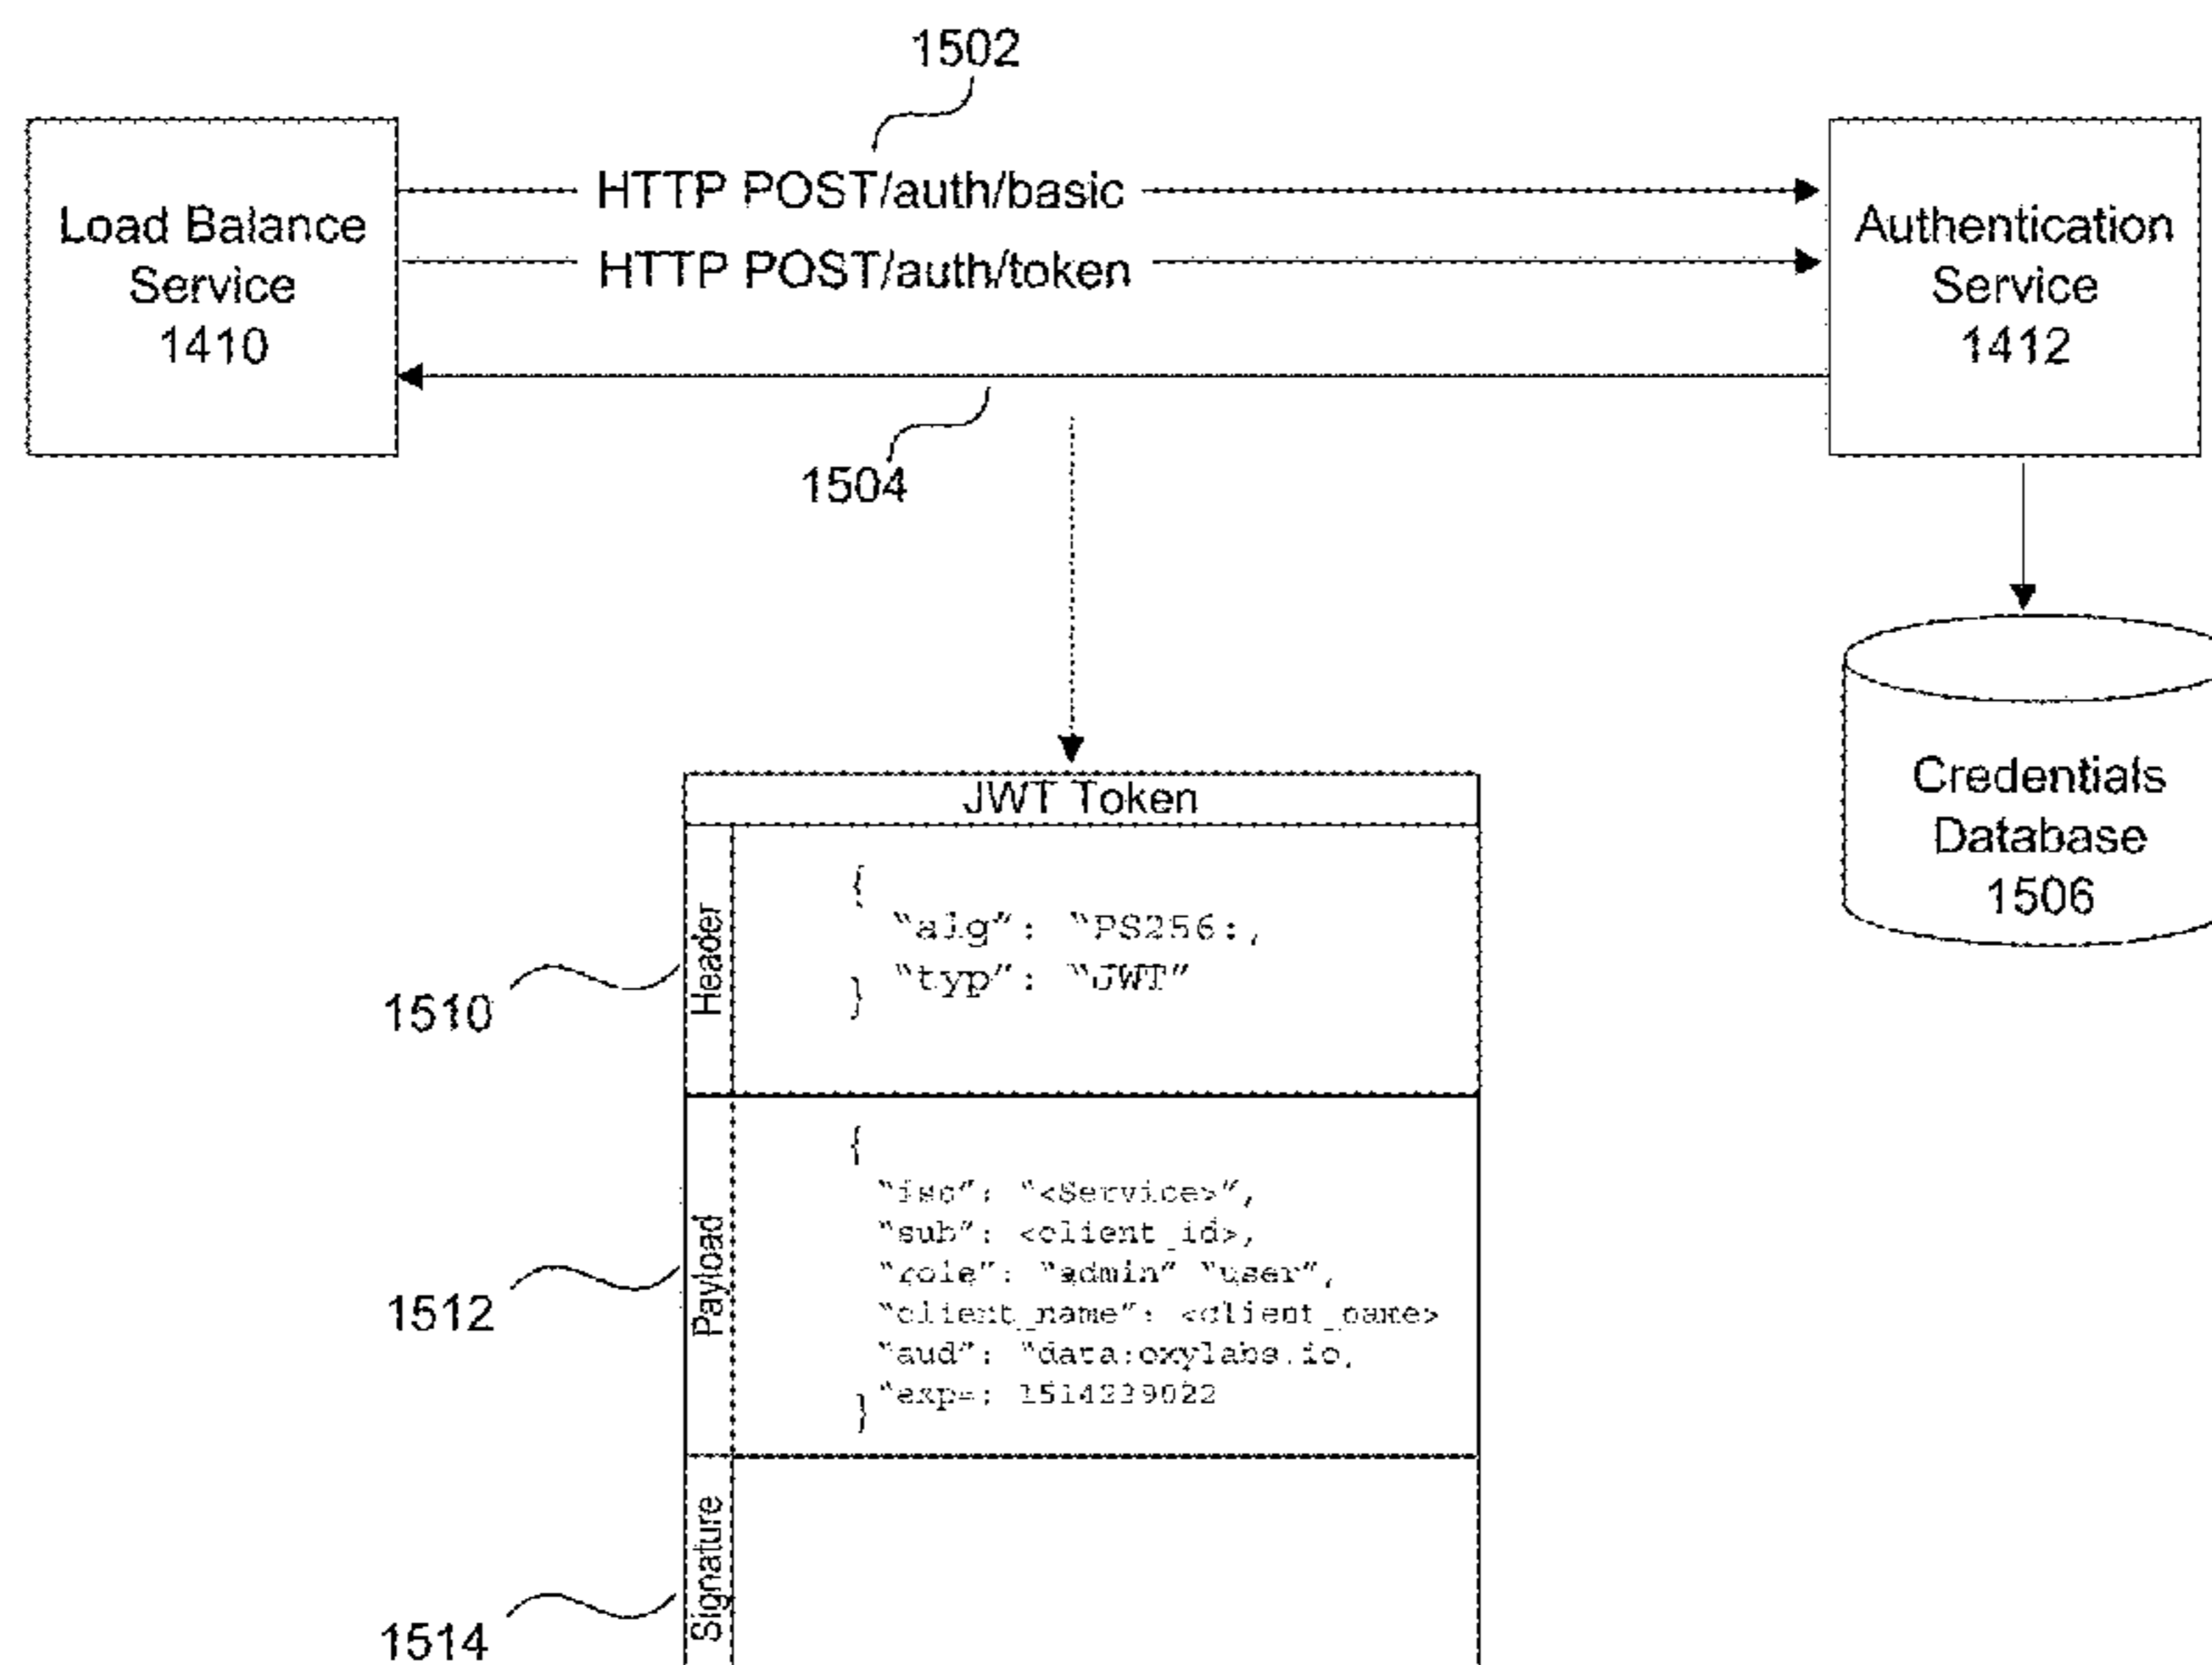 1502
HTTP POST/auth/basic
HTTP POST/auth/token
Load Balance
Service
1410
Authentication
Service
1412
1504
Credentials
Database
1506
JWT Token
Header
{
"alg": "PS256:,
"typ": "JWT"
}
1510
Payload
{
"iso": "<Service>",
"sub": <client_id>,
"role": "admin" "user",
"client_name": <client_name>
"aud": "data:oxylabs.io,
"exp=: 1514239022
}
1512
Signature
1514